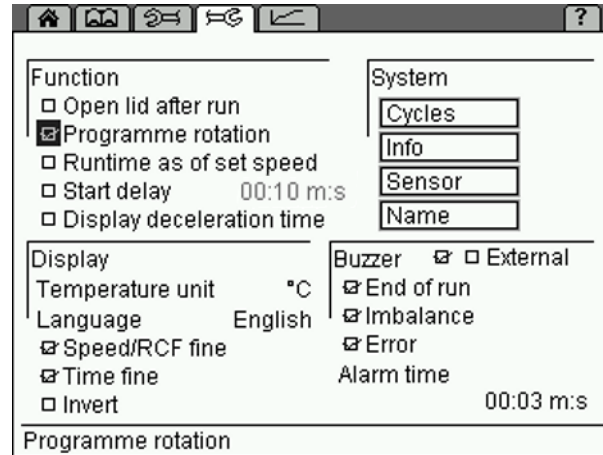 ?
Function
Open lid after run
Programme rotation
Runtime as of set speed
Start delay 00:10 m:s
Display deceleration time
System
Cycles
Info
Sensor
Name
Display
Temperature unit °C
Language English
Speed/RCF fine
Time fine
Invert
Buzzer External
End of run
Imbalance
Error
Alarm time
00:03 m:s
Programme rotation